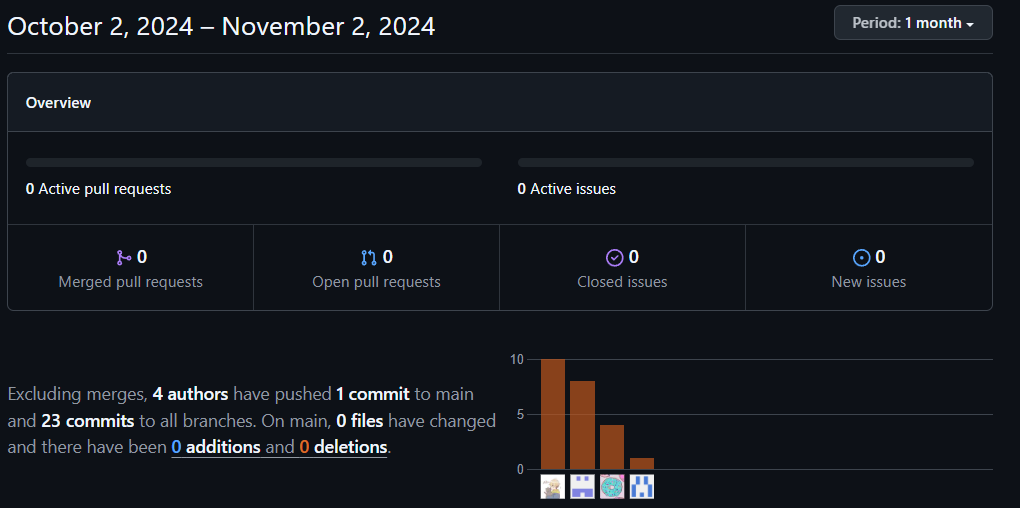 October 2, 2024 – November 2, 2024
Period: 1 month
Overview
0 Active pull requests
0 Active issues
0
Merged pull requests
0
Open pull requests
0
Closed issues
0
New issues
Excluding merges, 4 authors have pushed 1 commit to main
and 23 commits to all branches. On main, 0 files have changed
and there have been 0 additions and 0 deletions.
10
5
0